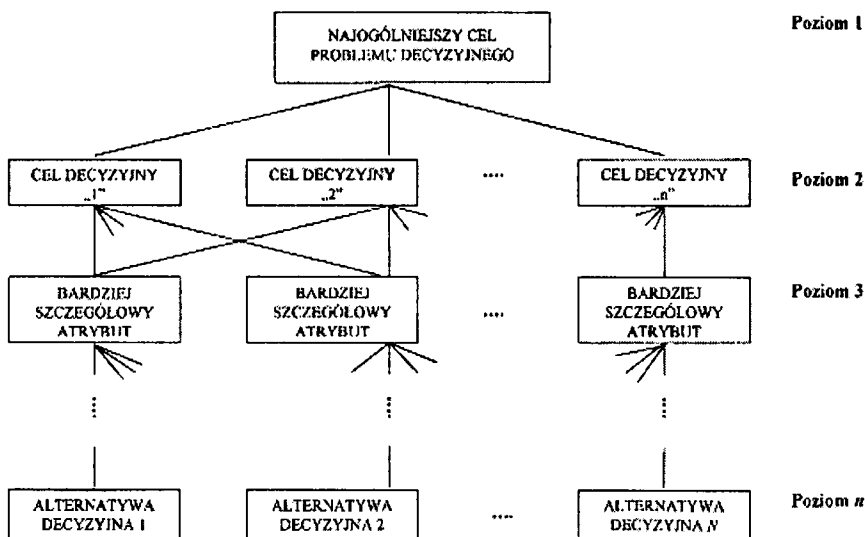 NAJOGÓLNIEJSZY CEL
PROBLEMU DECYZYJNEGO
Poziom 1
CEL DECYZYJNY
„1”
CEL DECYZYJNY
„2”
....
CEL DECYZYJNY
„n”
Poziom 2
BARDZIEJ
SZCZEGÓŁOWY
ATRYBUT
BARDZIEJ
SZCZEGÓŁOWY
ATRYBUT
....
BARDZIEJ
SZCZEGÓŁOWY
ATRYBUT
Poziom 3
ALTERNATYWA
DECYZYJNA 1
ALTERNATYWA
DECYZYJNA 2
....
ALTERNATYWA
DECYZYJNA N
Poziom n